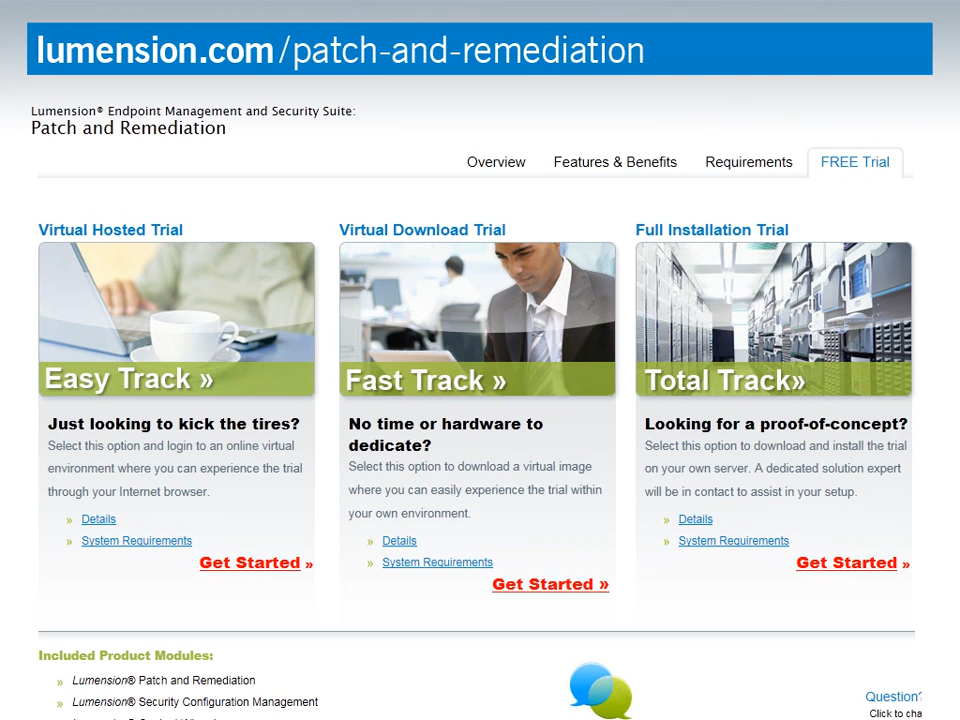 lumension.com/patch-and-remediation
Lumension® Endpoint Management and Security Suite:
Patch and Remediation
Overview Features & Benefits Requirements FREE Trial
Virtual Hosted Trial
Easy Track »
Just looking to kick the tires?
Select this option and login to an online virtual
environment where you can experience the trial
through your Internet browser.
» Details
» System Requirements
Get Started »
Virtual Download Trial
Fast Track »
No time or hardware to
dedicate?
Select this option to download a virtual image
where you can easily experience the trial within
your own environment.
» Details
» System Requirements
Get Started »
Full Installation Trial
Total Track»
Looking for a proof-of-concept?
Select this option to download and install the trial
on your own server. A dedicated solution expert
will be in contact to assist in your setup.
» Details
» System Requirements
Get Started »
Included Product Modules:
» Lumension® Patch and Remediation
» Lumension® Security Configuration Management
Question?
Click to cha